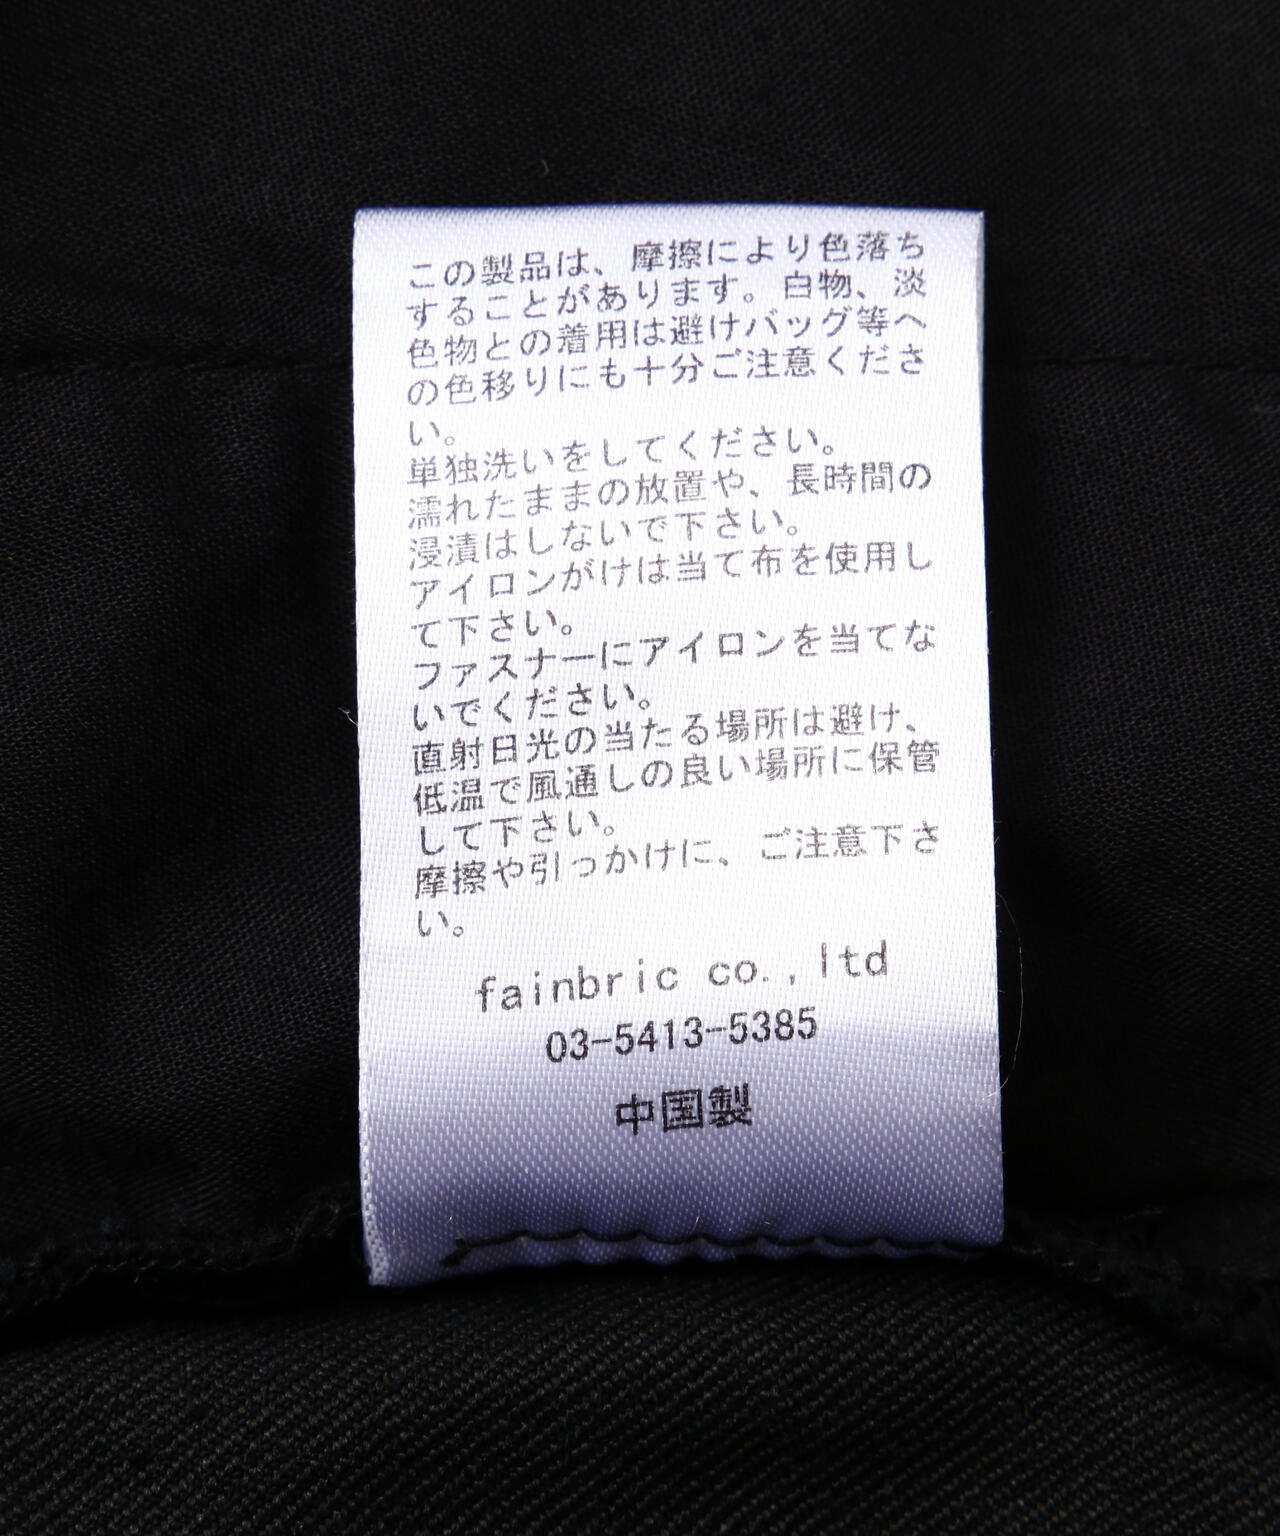 この製品は、摩擦により色落ち
することがあります。白物、淡
色物との着用は避けバッグ等へ
の色移りにも十分ご注意くださ
い。
単独洗いをしてください。
濡れたままの放置や、長時間の
浸漬はしないで下さい。
アイロンがけは当て布を使用し
て下さい。
ファスナーにアイロンを当てな
いでください。
直射日光の当たる場所は避け、
低温で風通しの良い場所に保管
して下さい。
摩擦や引っかけに、ご注意下さ
い。
fainbric co.,ltd
03-5413-5385
中国製